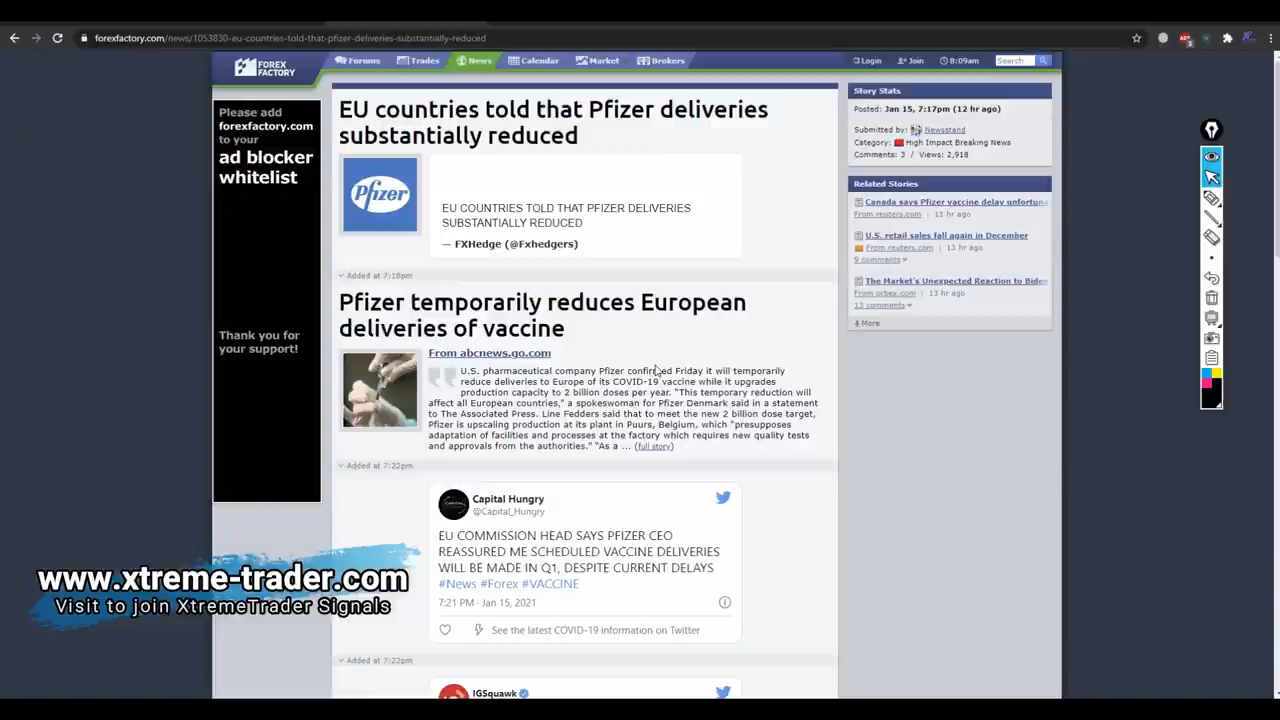 forexfactory.com/news/1053830-eu-countries-told-that-pfizer-deliveries-substantially-reduced
FOREX
FACTORY
Forums
Trades
News
Calendar
Market
Brokers
Login
Join
8:09am
Search
Please add
forexfactory.com
to your
ad blocker
whitelist
Thank you for
your support!
EU countries told that Pfizer deliveries
substantially reduced
Pfizer
EU COUNTRIES TOLD THAT PFIZER DELIVERIES
SUBSTANTIALLY REDUCED
— FXHedge (@Fxhedgers)
Added at 7:18pm
Pfizer temporarily reduces European
deliveries of vaccine
From abcnews.go.com
U.S. pharmaceutical company Pfizer confirmed Friday it will temporarily
reduce deliveries to Europe of its COVID-19 vaccine while it upgrades
production capacity to 2 billion doses per year. "This temporary reduction will
affect all European countries," a spokeswoman for Pfizer Denmark said in a statement
to The Associated Press. Line Fedders said that to meet the new 2 billion dose target,
Pfizer is upscaling production at its plant in Puurs, Belgium, which "presupposes
adaptation of facilities and processes at the factory which requires new quality tests
and approvals from the authorities." "As a ... (full story)
Added at 7:22pm
Capital Hungry
@Capital_Hungry
EU COMMISSION HEAD SAYS PFIZER CEO
REASSURED ME SCHEDULED VACCINE DELIVERIES
WILL BE MADE IN Q1, DESPITE CURRENT DELAYS
#News #Forex #VACCINE
7:21 PM · Jan 15, 2021
See the latest COVID-19 information on Twitter
Added at 7:22pm
IGSquawk
Story Stats
Posted: Jan 15, 7:17pm (12 hr ago)
Submitted by: Newsstand
Category: High Impact Breaking News
Comments: 3 / Views: 2,918
Related Stories
Canada says Pfizer vaccine delay unfortuna
From reuters.com | 11 hr ago
U.S. retail sales fall again in December
From reuters.com | 13 hr ago
9 comments
The Market's Unexpected Reaction to Biden
From orbex.com | 13 hr ago
13 comments
More
www.xtreme-trader.com
Visit to join XtremeTrader Signals